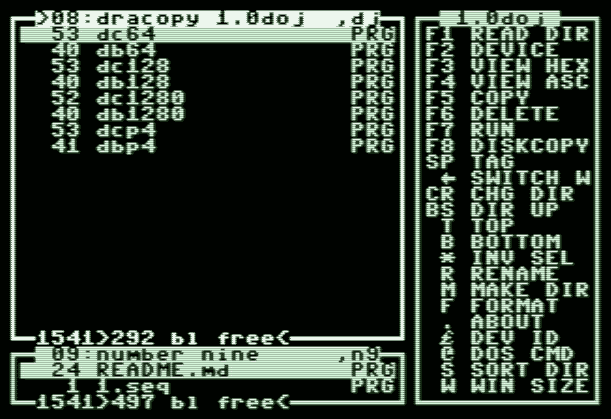 >08:dracopy 1.0doj ,dj
53 dc64 PRG
40 db64 PRG
53 dc128 PRG
40 db128 PRG
52 dc1280 PRG
40 db1280 PRG
53 dcp4 PRG
41 dbp4 PRG
1541>292 bl free<
09:number nine ,n9
24 README.md PRG
1 1.seq PRG
1541>497 bl free<
1.0doj
F1 READ DIR
F2 DEVICE
F3 VIEW HEX
F4 VIEW ASC
F5 COPY
F6 DELETE
F7 RUN
F8 DISKCOPY
SP TAG
← SWITCH W
CR CHG DIR
BS DIR UP
T TOP
B BOTTOM
* INV SEL
R RENAME
M MAKE DIR
F FORMAT
. ABOUT
£ DEV ID
@ DOS CMD
S SORT DIR
W WIN SIZE